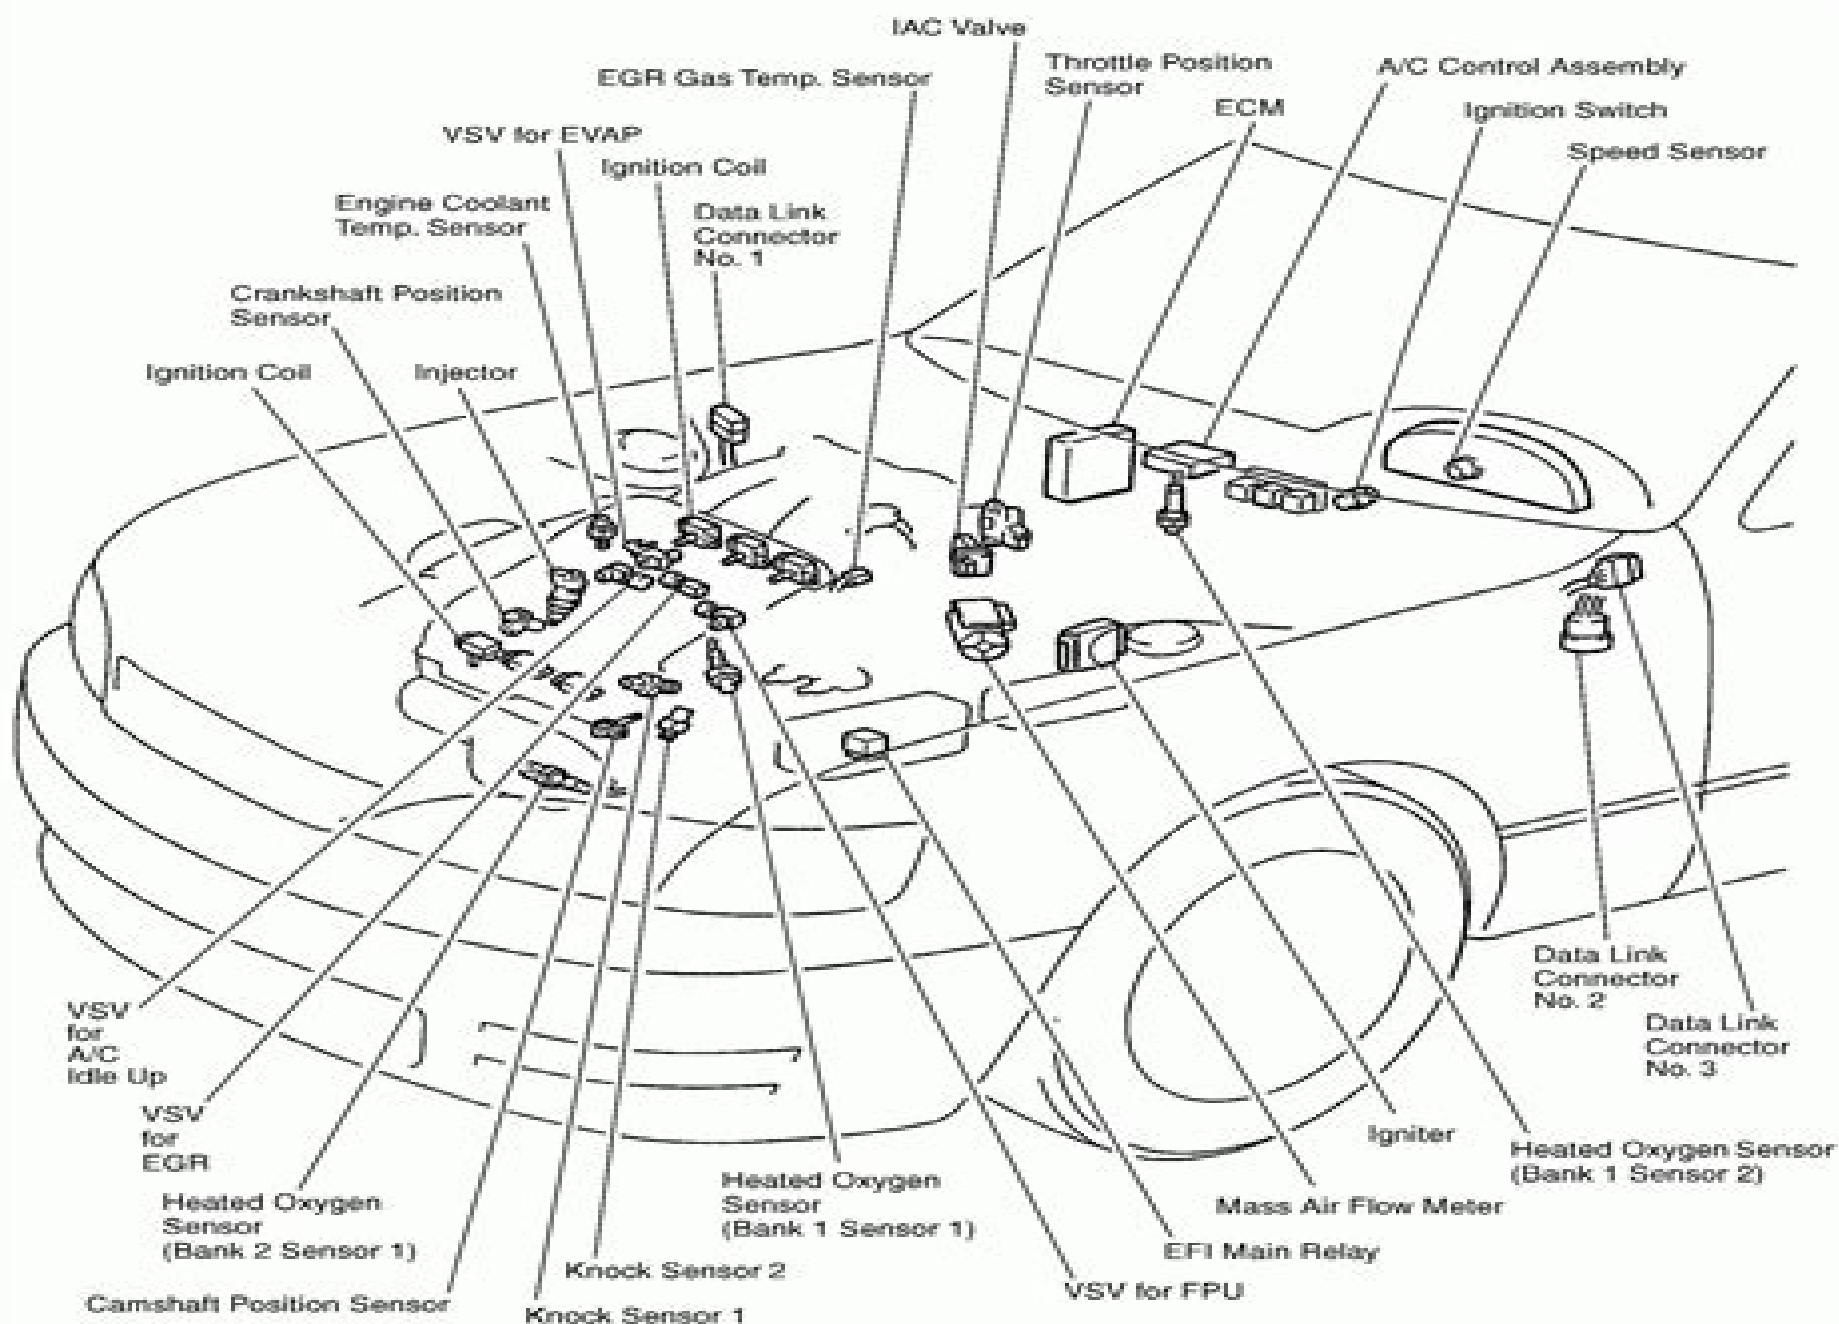 IAC Valve
Throttle Position
Sensor
A/C Control Assembly
EGR Gas Temp. Sensor
ECM
Ignition Switch
VSV for EVAP
Speed Sensor
Ignition Coil
Engine Coolant
Temp. Sensor
Data Link
Connector
No. 1
Crankshaft Position
Sensor
Ignition Coil
Injector
Data Link
Connector
No. 2
VSV
for
A/C
Idle Up
Data Link
Connector
No. 3
VSV
for
EGR
Igniter
Heated Oxygen Sensor
(Bank 1 Sensor 2)
Heated Oxygen
Sensor
(Bank 2 Sensor 1)
Heated Oxygen
Sensor
(Bank 1 Sensor 1)
Mass Air Flow Meter
EFI Main Relay
Knock Sensor 2
VSV for FPU
Camshaft Position Sensor
Knock Sensor 1